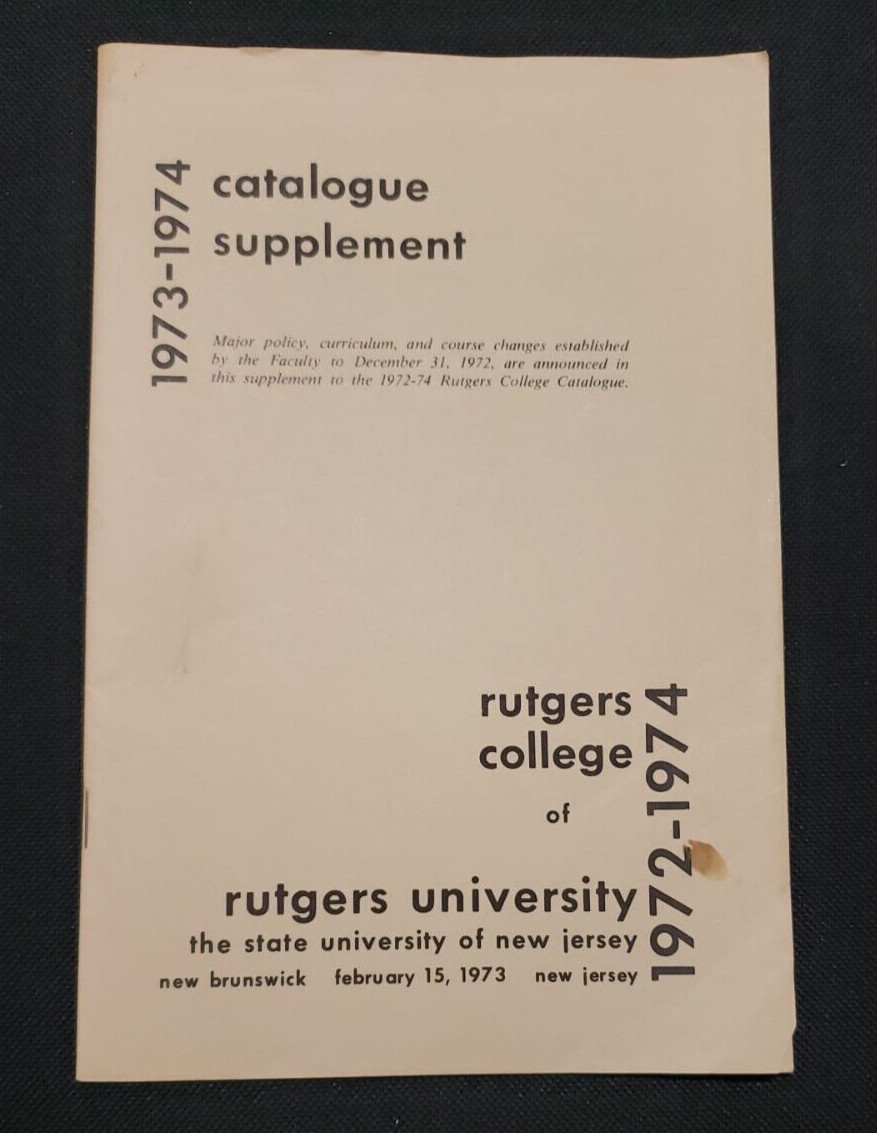 1973-1974
catalogue
supplement
Major policy, curriculum, and course changes established
by the Faculty to December 31, 1972, are announced in
this supplement to the 1972-74 Rutgers College Catalogue.
rutgers
college
of
rutgers university
the state university of new jersey
new brunswick february 15, 1973 new jersey
1972-1974